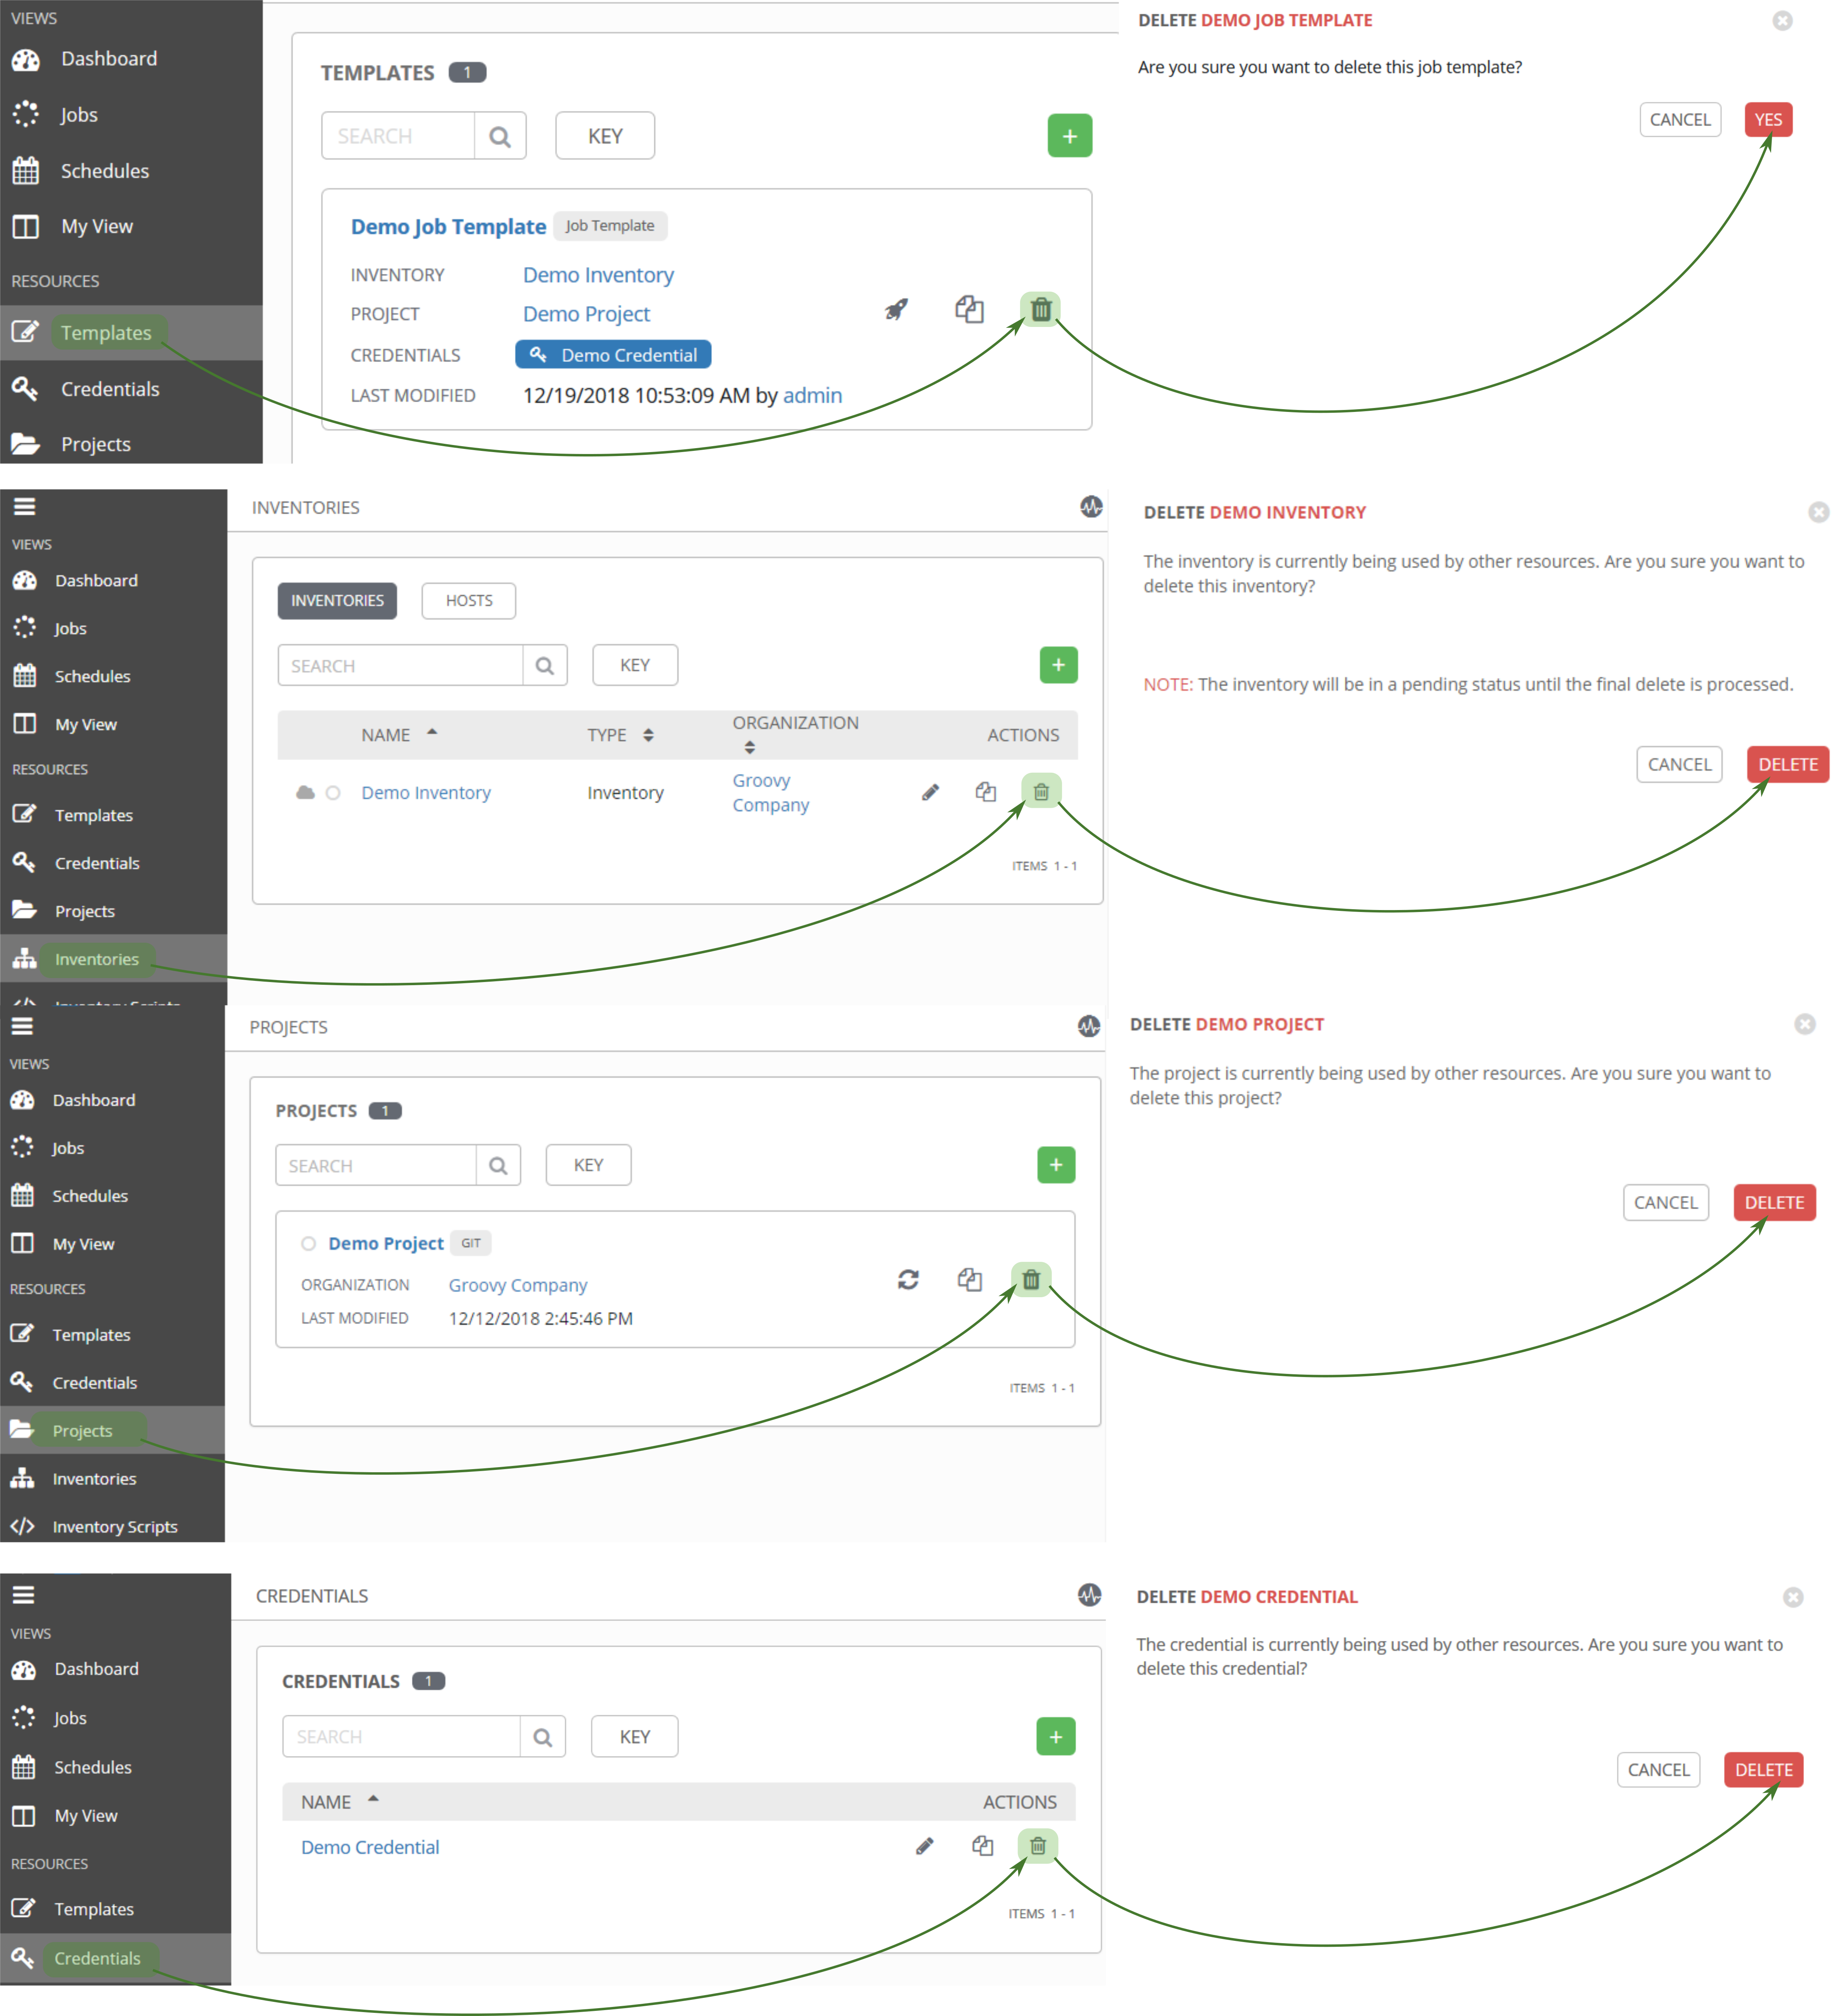 VIEWS
Dashboard
Jobs
Schedules
My View
RESOURCES
Templates
Credentials
Projects
TEMPLATES 1
SEARCH
KEY
+
Demo Job Template Job Template
INVENTORY Demo Inventory
PROJECT Demo Project
CREDENTIALS Demo Credential
LAST MODIFIED 12/19/2018 10:53:09 AM by admin
DELETE DEMO JOB TEMPLATE
Are you sure you want to delete this job template?
CANCEL YES
VIEWS
Dashboard
Jobs
Schedules
My View
RESOURCES
Templates
Credentials
Projects
Inventories
Inventory Scripts
INVENTORIES
INVENTORIES HOSTS
SEARCH
KEY
+
NAME TYPE ORGANIZATION ACTIONS
Demo Inventory Inventory Groovy
Company
ITEMS 1 - 1
DELETE DEMO INVENTORY
The inventory is currently being used by other resources. Are you sure you want to
delete this inventory?
NOTE: The inventory will be in a pending status until the final delete is processed.
CANCEL DELETE
VIEWS
Dashboard
Jobs
Schedules
My View
RESOURCES
Templates
Credentials
Projects
Inventories
Inventory Scripts
PROJECTS
PROJECTS 1
SEARCH
KEY
+
Demo Project GIT
ORGANIZATION Groovy Company
LAST MODIFIED 12/12/2018 2:45:46 PM
ITEMS 1 - 1
DELETE DEMO PROJECT
The project is currently being used by other resources. Are you sure you want to
delete this project?
CANCEL DELETE
VIEWS
Dashboard
Jobs
Schedules
My View
RESOURCES
Templates
Credentials
CREDENTIALS
CREDENTIALS 1
SEARCH
KEY
+
NAME ACTIONS
Demo Credential
ITEMS 1 - 1
DELETE DEMO CREDENTIAL
The credential is currently being used by other resources. Are you sure you want to
delete this credential?
CANCEL DELETE